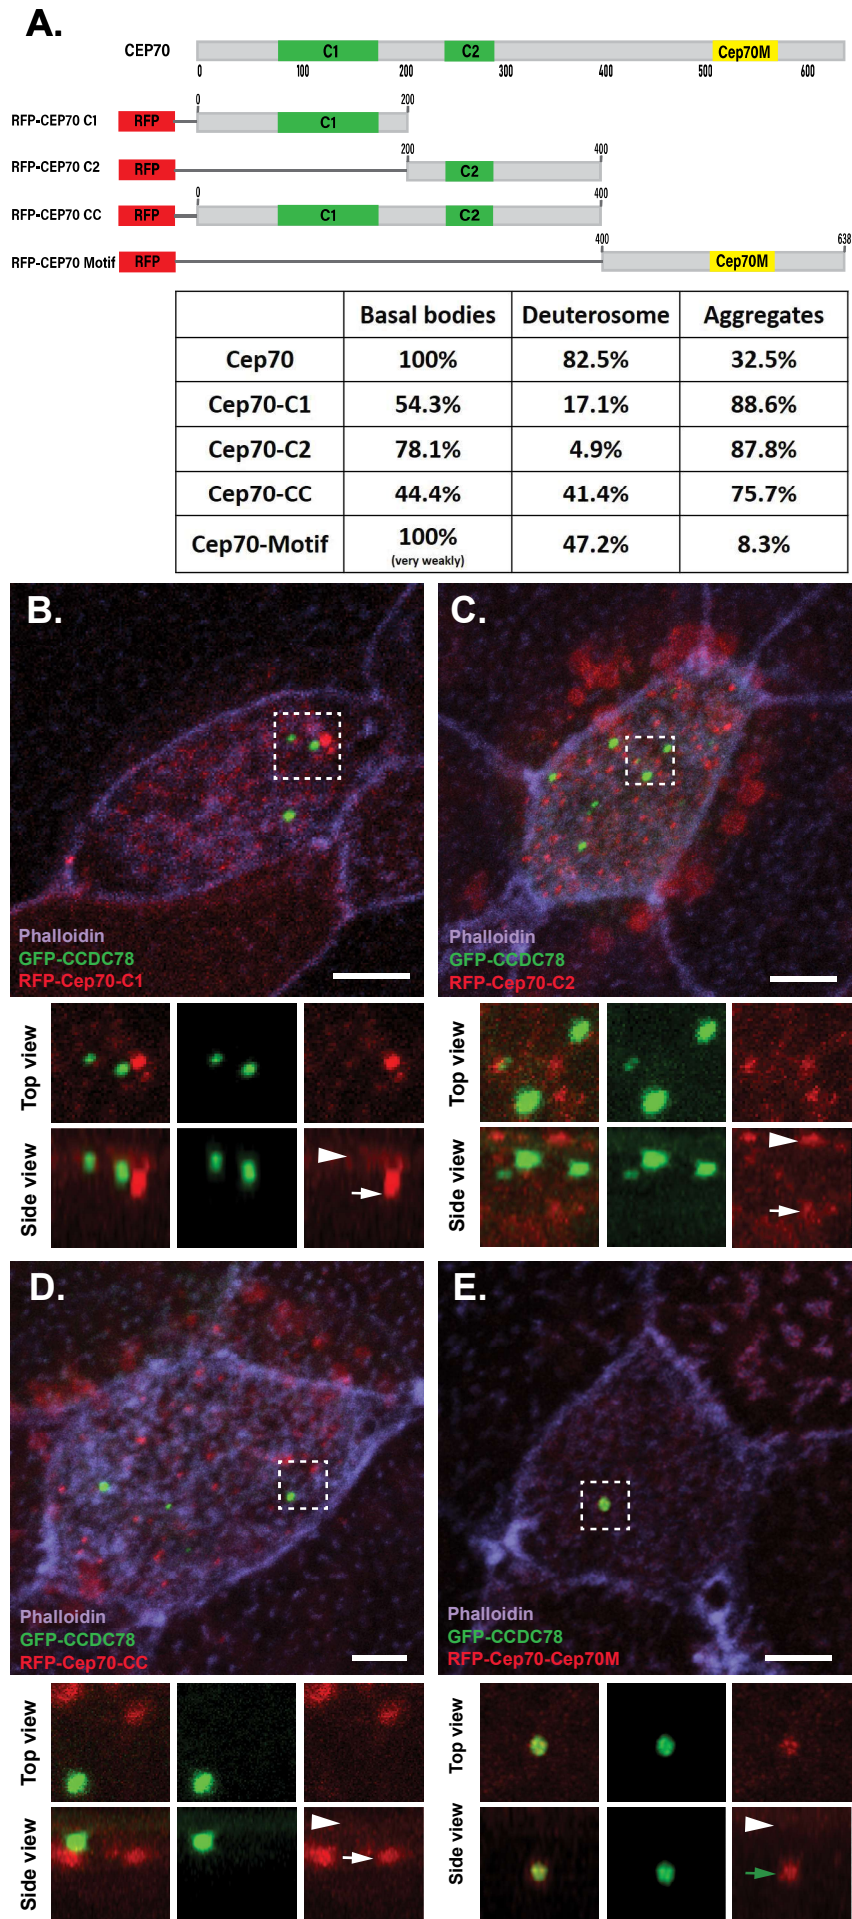 A.
CEP70 C1 C2 Cep70M
0 100 200 300 400 500 600
0 200
RFP-CEP70 C1 RFP C1
200 400
RFP-CEP70 C2 RFP C2
0 400
RFP-CEP70 CC RFP C1 C2
400 638
RFP-CEP70 Motif RFP Cep70M
Basal bodies Deuterosome Aggregates
Cep70 100% 82.5% 32.5%
Cep70-C1 54.3% 17.1% 88.6%
Cep70-C2 78.1% 4.9% 87.8%
Cep70-CC 44.4% 41.4% 75.7%
Cep70-Motif 100% 47.2% 8.3%
(very weakly)
B.
Phalloidin
GFP-CCDC78
RFP-Cep70-C1
Top view
Side view
C.
Phalloidin
GFP-CCDC78
RFP-Cep70-C2
Top view
Side view
D.
Phalloidin
GFP-CCDC78
RFP-Cep70-CC
Top view
Side view
E.
Phalloidin
GFP-CCDC78
RFP-Cep70-Cep70M
Top view
Side view